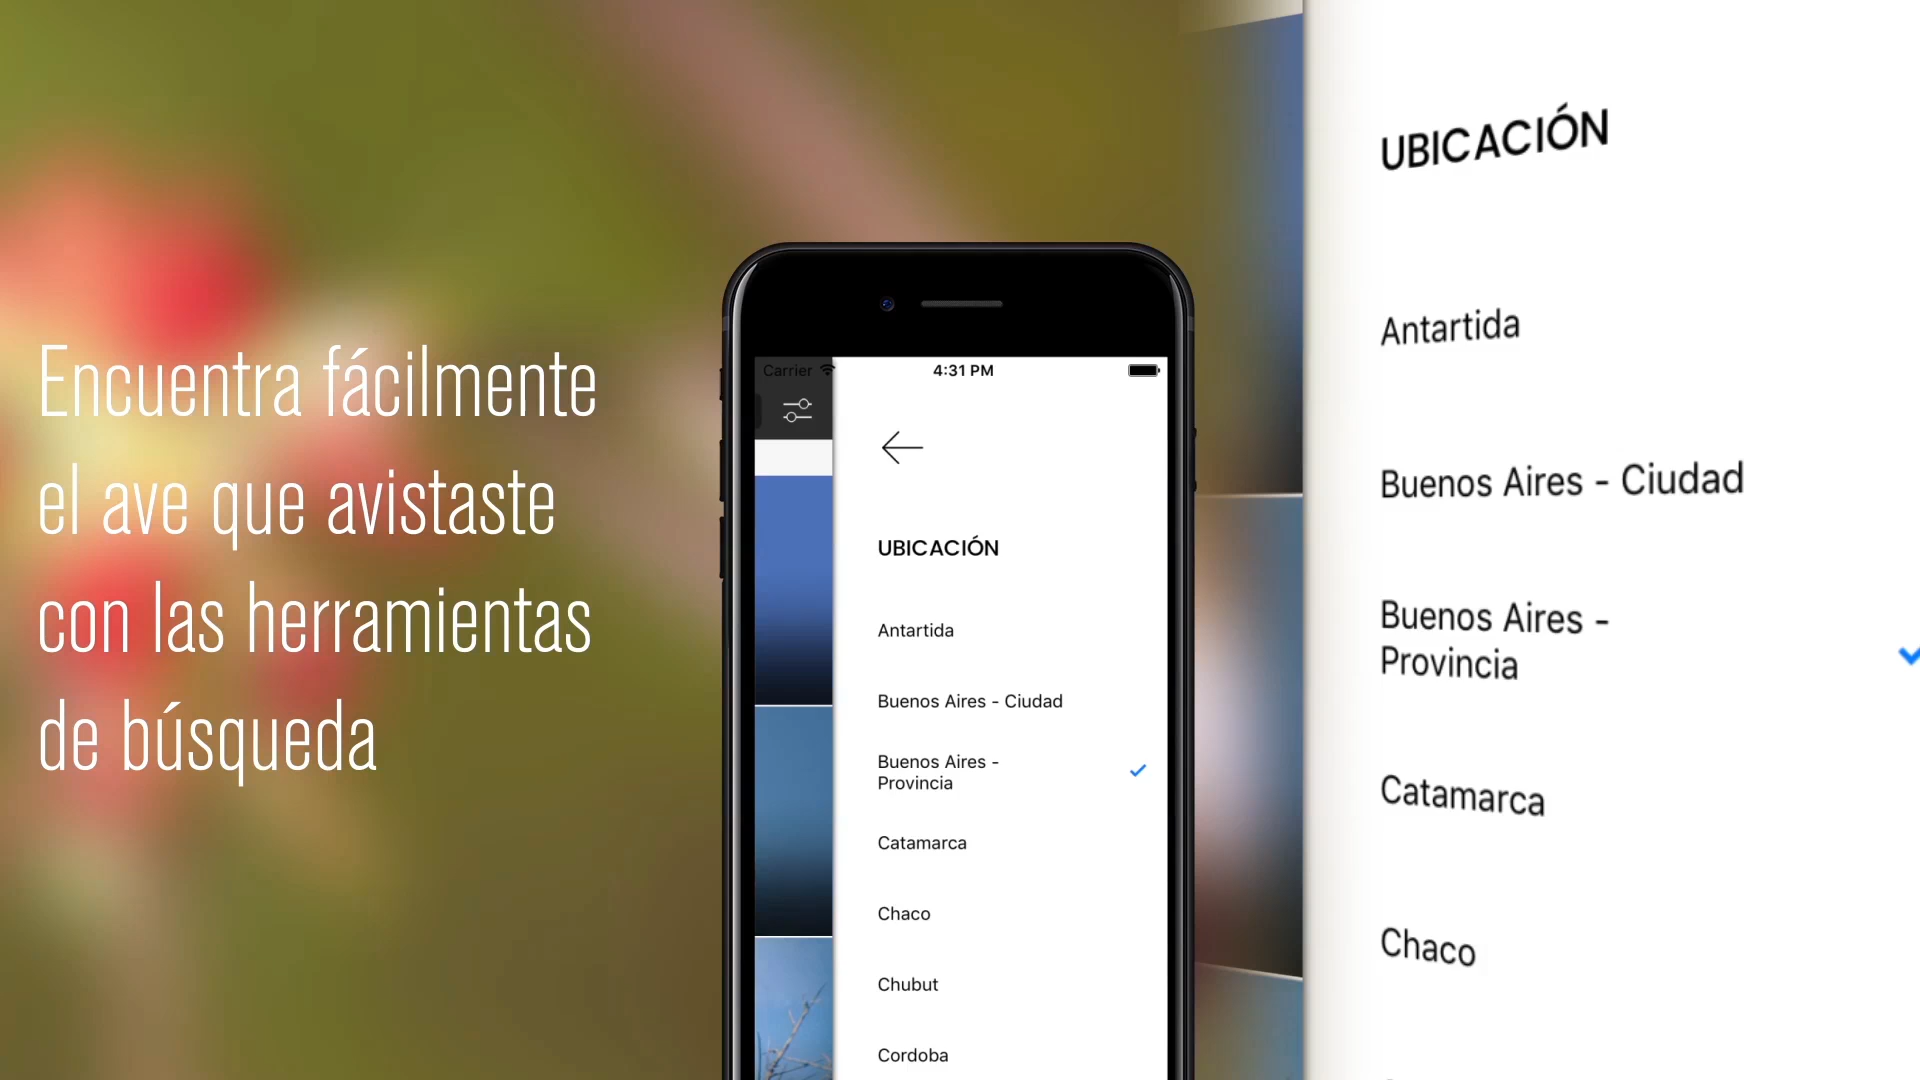 Encuentra fácilmente
el ave que avistaste
con las herramientas
de búsqueda
Carrier
4:31 PM
UBICACIÓN
Antartida
Buenos Aires - Ciudad
Buenos Aires -
Provincia
Catamarca
Chaco
Chubut
Cordoba
UBICACIÓN
Antartida
Buenos Aires - Ciudad
Buenos Aires -
Provincia
Catamarca
Chaco